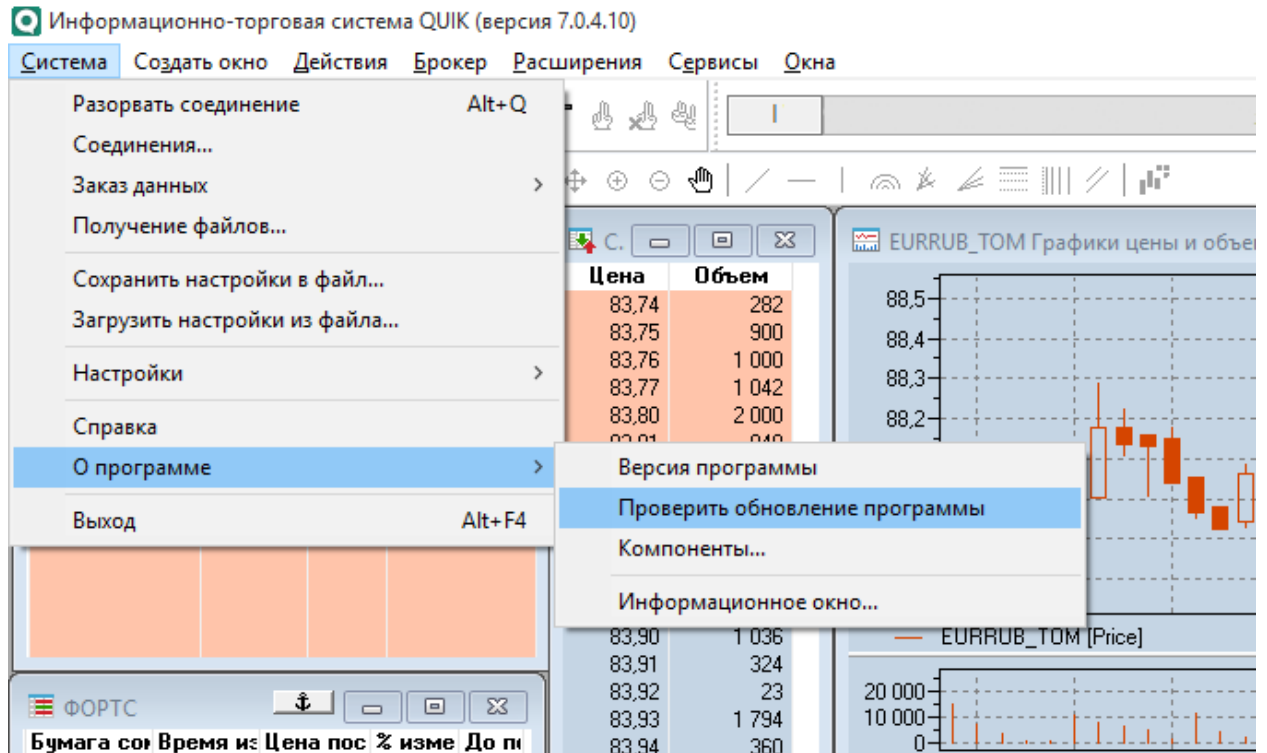 Информационно-торговая система QUIK (версия 7.0.4.10)
Система Создать окно Действия Брокер Расширения Сервисы Окна
Разорвать соединение Alt+Q
Соединения...
Заказ данных
Получение файлов...
Сохранить настройки в файл...
Загрузить настройки из файла...
Настройки
Справка
О программе
Выход Alt+F4
Версия программы
Проверить обновление программы
Компоненты...
Информационное окно...
С.
Цена Объем
83,74 282
83,75 900
83,76 1 000
83,77 1 042
83,80 2 000
83,90 1 036
83,91 324
83,92 23
83,93 1 794
83,94 360
EURRUB_TOM Графики цены и объе
88,5
88,4
88,3
88,2
EURRUB_TOM [Price]
20 000
10 000
0
ФОРТС
Бумага сок Время из Цена пос % изме До п